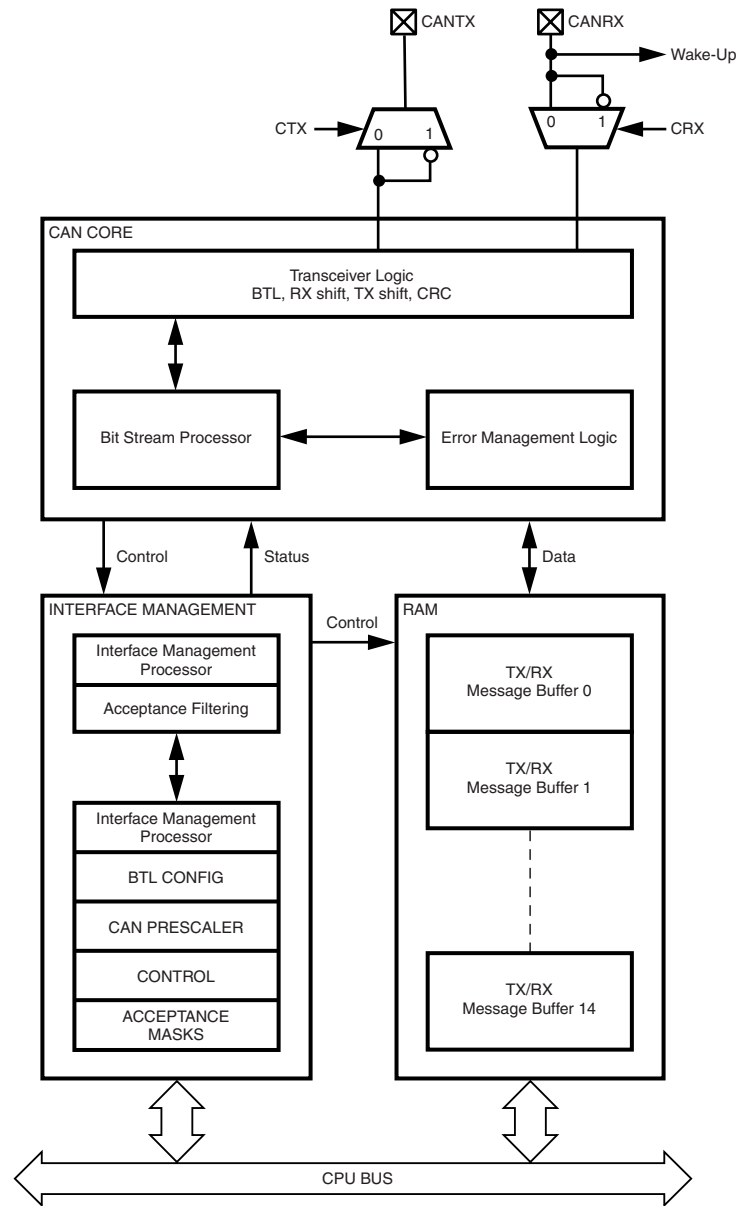 CANTX
CANRX
Wake-Up
CTX
0
1
0
1
CRX
CAN CORE
Transceiver Logic
BTL, RX shift, TX shift, CRC
Bit Stream Processor
Error Management Logic
Control
Status
Data
INTERFACE MANAGEMENT
Control
RAM
Interface Management
Processor
Acceptance Filtering
Interface Management
Processor
BTL CONFIG
CAN PRESCALER
CONTROL
ACCEPTANCE
MASKS
TX/RX
Message Buffer 0
TX/RX
Message Buffer 1
TX/RX
Message Buffer 14
CPU BUS